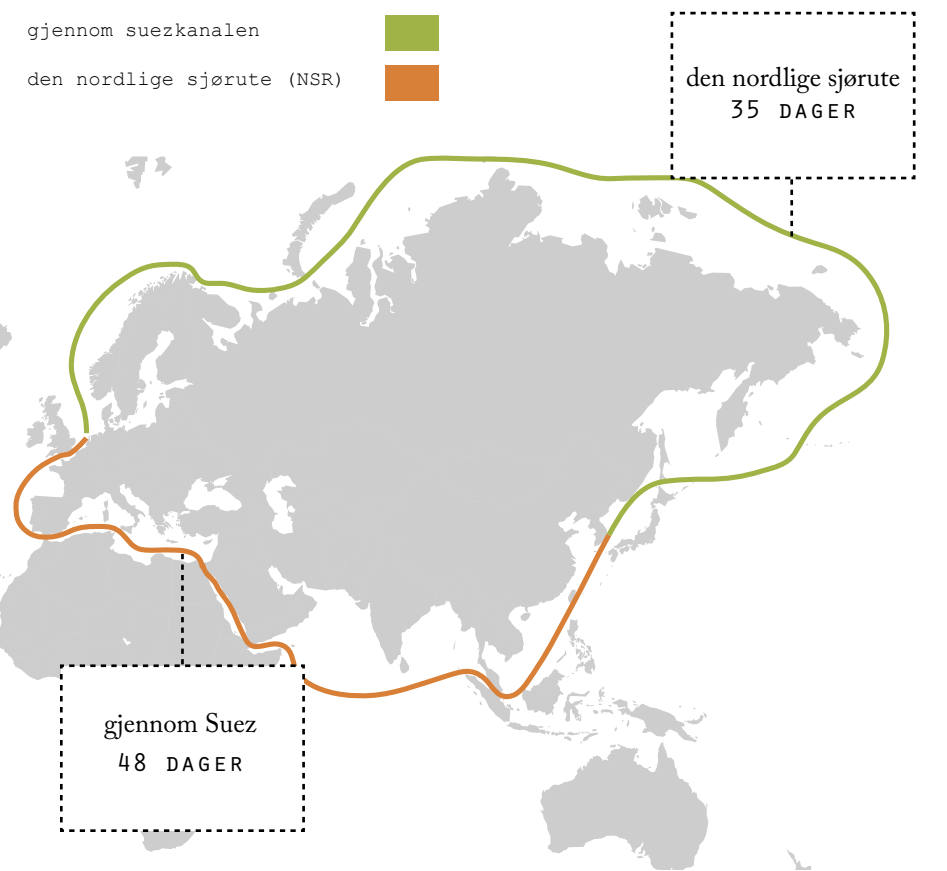 gjennom suezkanalen
den nordlige sjørute (NSR)
den nordlige sjørute
35 DAGER
gjennom Suez
48 DAGER